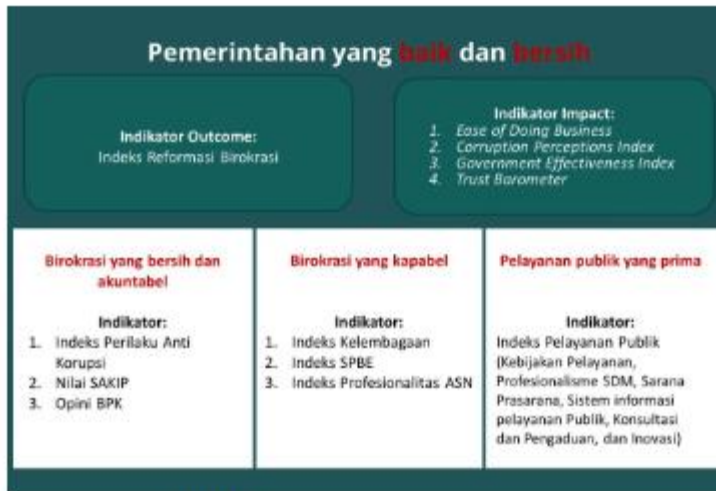 Pemerintahan yang baik dan bersih
Indikator Outcome:
Indeks Reformasi Birokrasi
Indikator Impact:
1. Ease of Doing Business
2. Corruption Perceptions Index
3. Government Effectiveness Index
4. Trust Barometer
Birokrasi yang bersih dan
akuntabel
Indikator:
1. Indeks Perilaku Anti
Korupsi
2. Nilai SAKIP
3. Opini BPK
Birokrasi yang kapabel
Indikator:
1. Indeks Kelembagaan
2. Indeks SPBE
3. Indeks Profesionalitas ASN
Pelayanan publik yang prima
Indikator:
Indeks Pelayanan Publik
(Kebijakan Pelayanan,
Profesionalisme SDM, Sarana
Prasarana, Sistem informasi
pelayanan Publik, Konsultasi
dan Pengaduan, dan Inovasi)